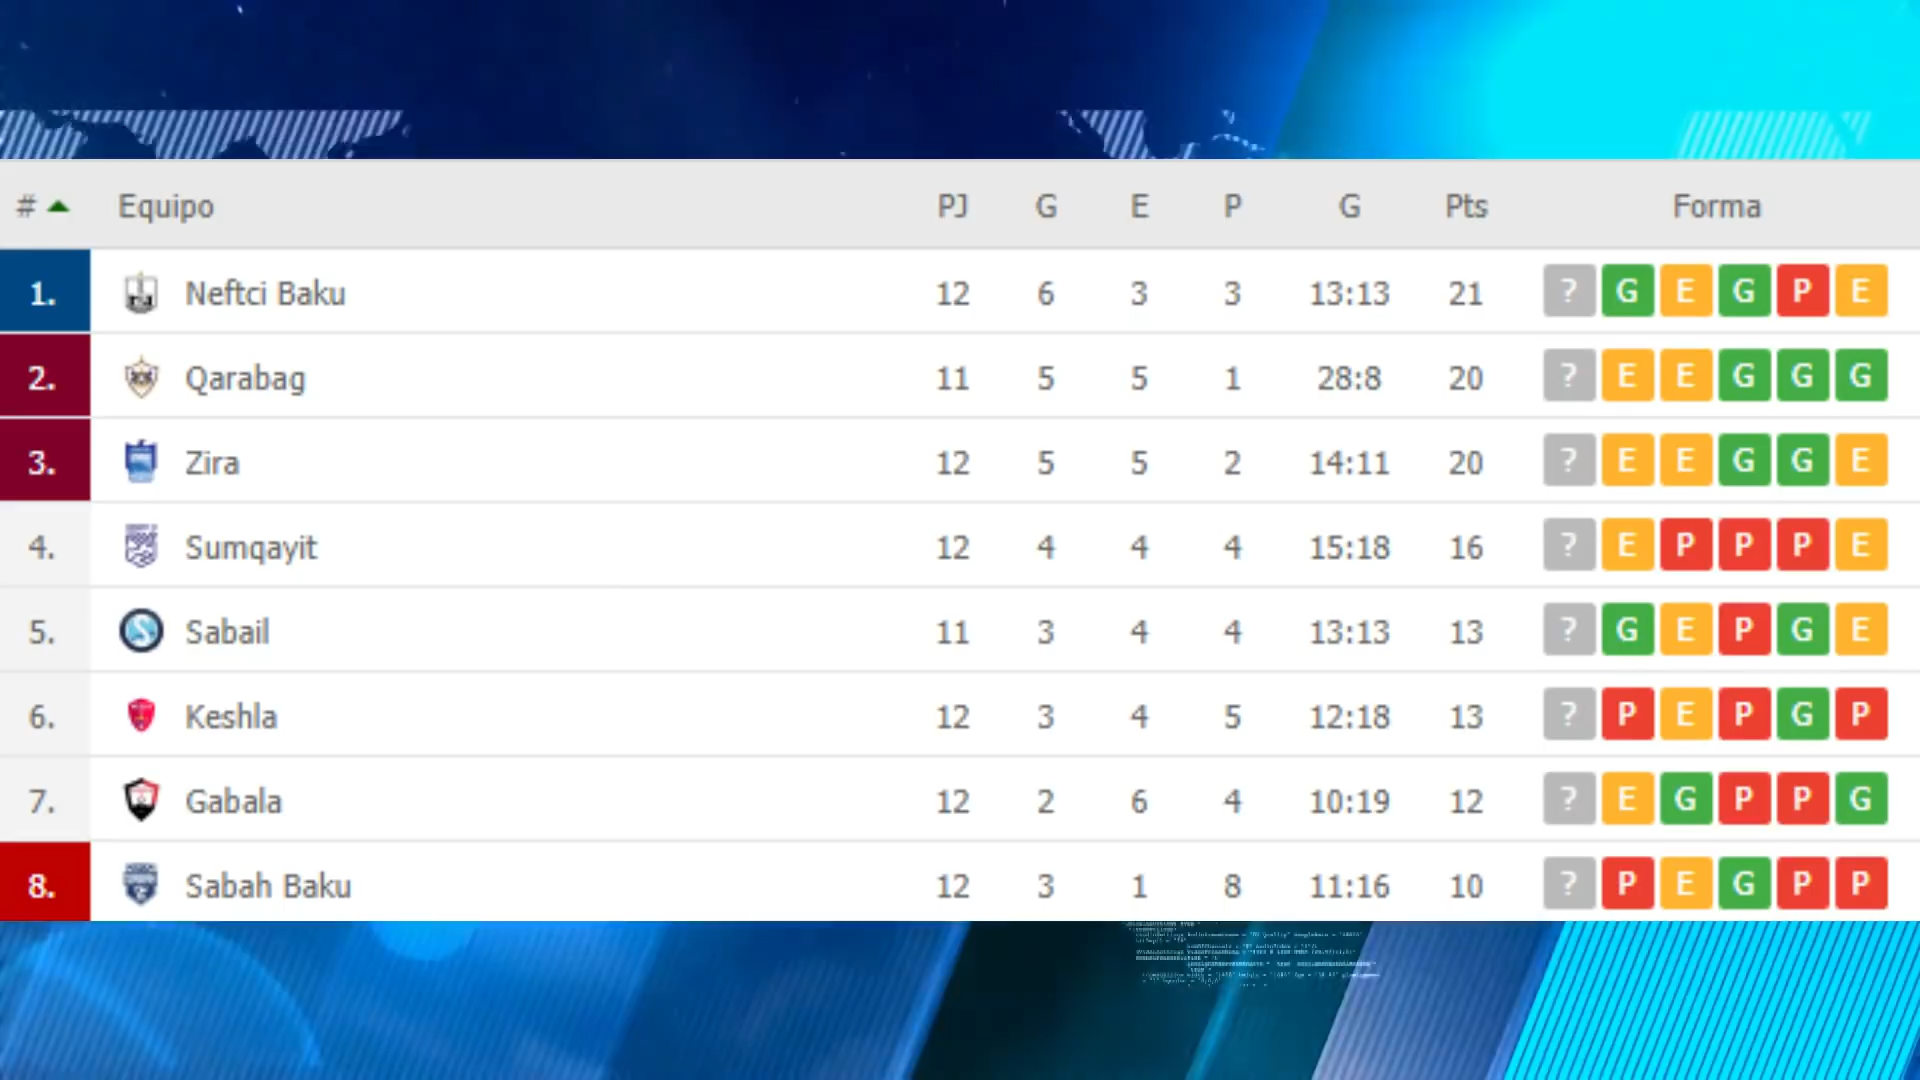 # Equipo PJ G E P G Pts Forma
1. Neftci Baku 12 6 3 3 13:13 21 ? G E G P E
2. Qarabag 11 5 5 1 28:8 20 ? E E G G G
3. Zira 12 5 5 2 14:11 20 ? E E G G E
4. Sumqayit 12 4 4 4 15:18 16 ? E P P P E
5. Sabail 11 3 4 4 13:13 13 ? G E P G E
6. Keshla 12 3 4 5 12:18 13 ? P E P G P
7. Gabala 12 2 6 4 10:19 12 ? E G P P G
8. Sabah Baku 12 3 1 8 11:16 10 ? P E G P P